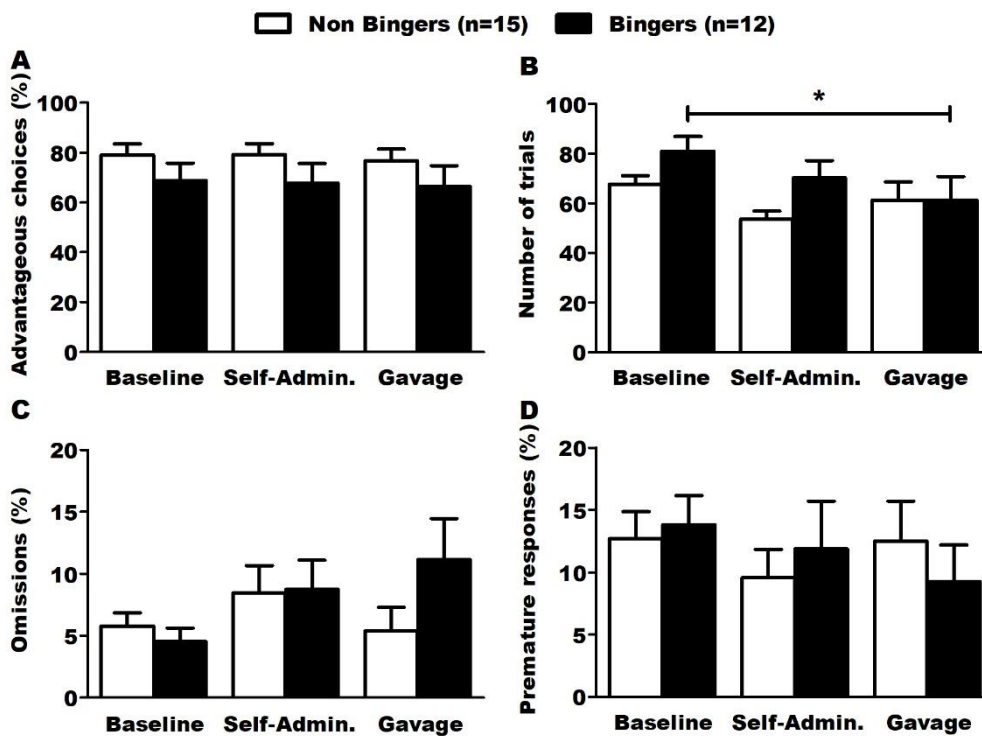 Non Bingers (n=15) Bingers (n=12)
A
Advantageous choices (%)
100
80
60
40
20
0
Baseline Self-Admin. Gavage
B
Number of trials
100
80
60
40
20
0
*
Baseline Self-Admin. Gavage
C
Omissions (%)
20
15
10
5
0
Baseline Self-Admin. Gavage
D
Premature responses (%)
20
15
10
5
0
Baseline Self-Admin. Gavage